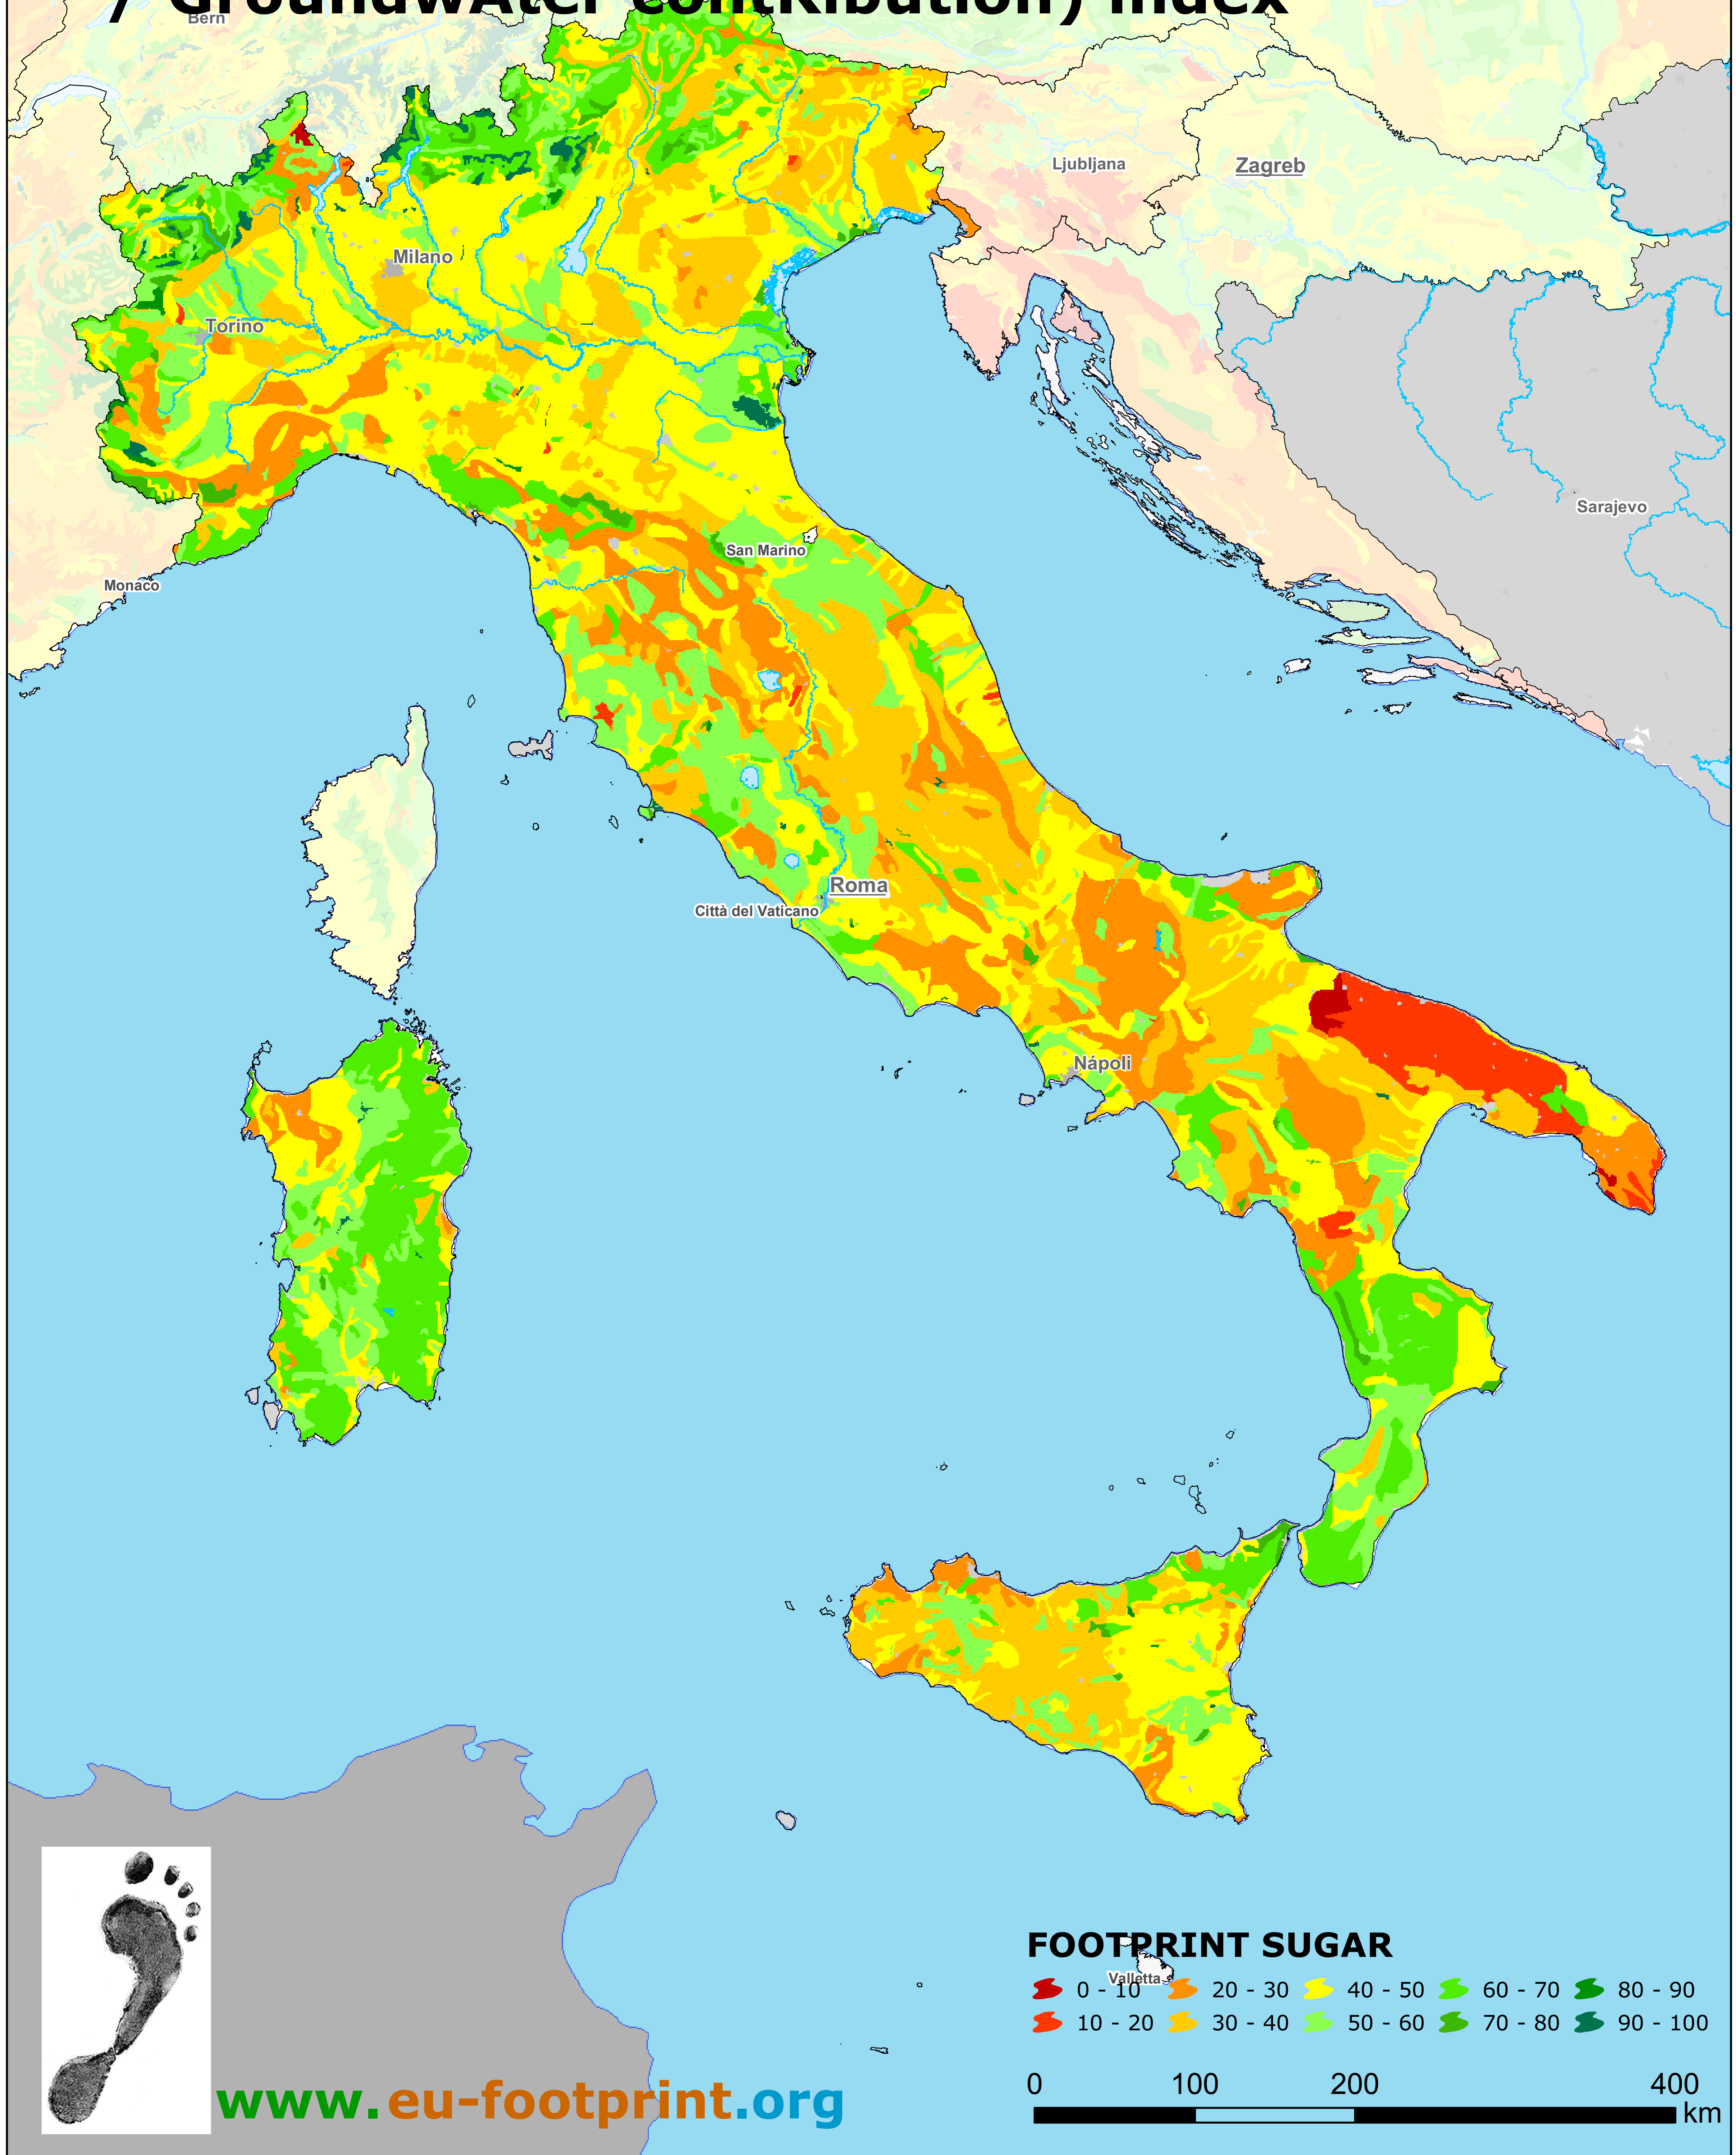 / GroundwAter contRibution) indeX
Bern
Ljubljana
Zagreb
Milano
Torino
Sarajevo
San Marino
Monaco
Roma
Città del Vaticano
Nápoli
FOOTPRINT SUGAR
Valletta
0 - 10 20 - 30 40 - 50 60 - 70 80 - 90
10 - 20 30 - 40 50 - 60 70 - 80 90 - 100
0 100 200 400
km
www.eu-footprint.org